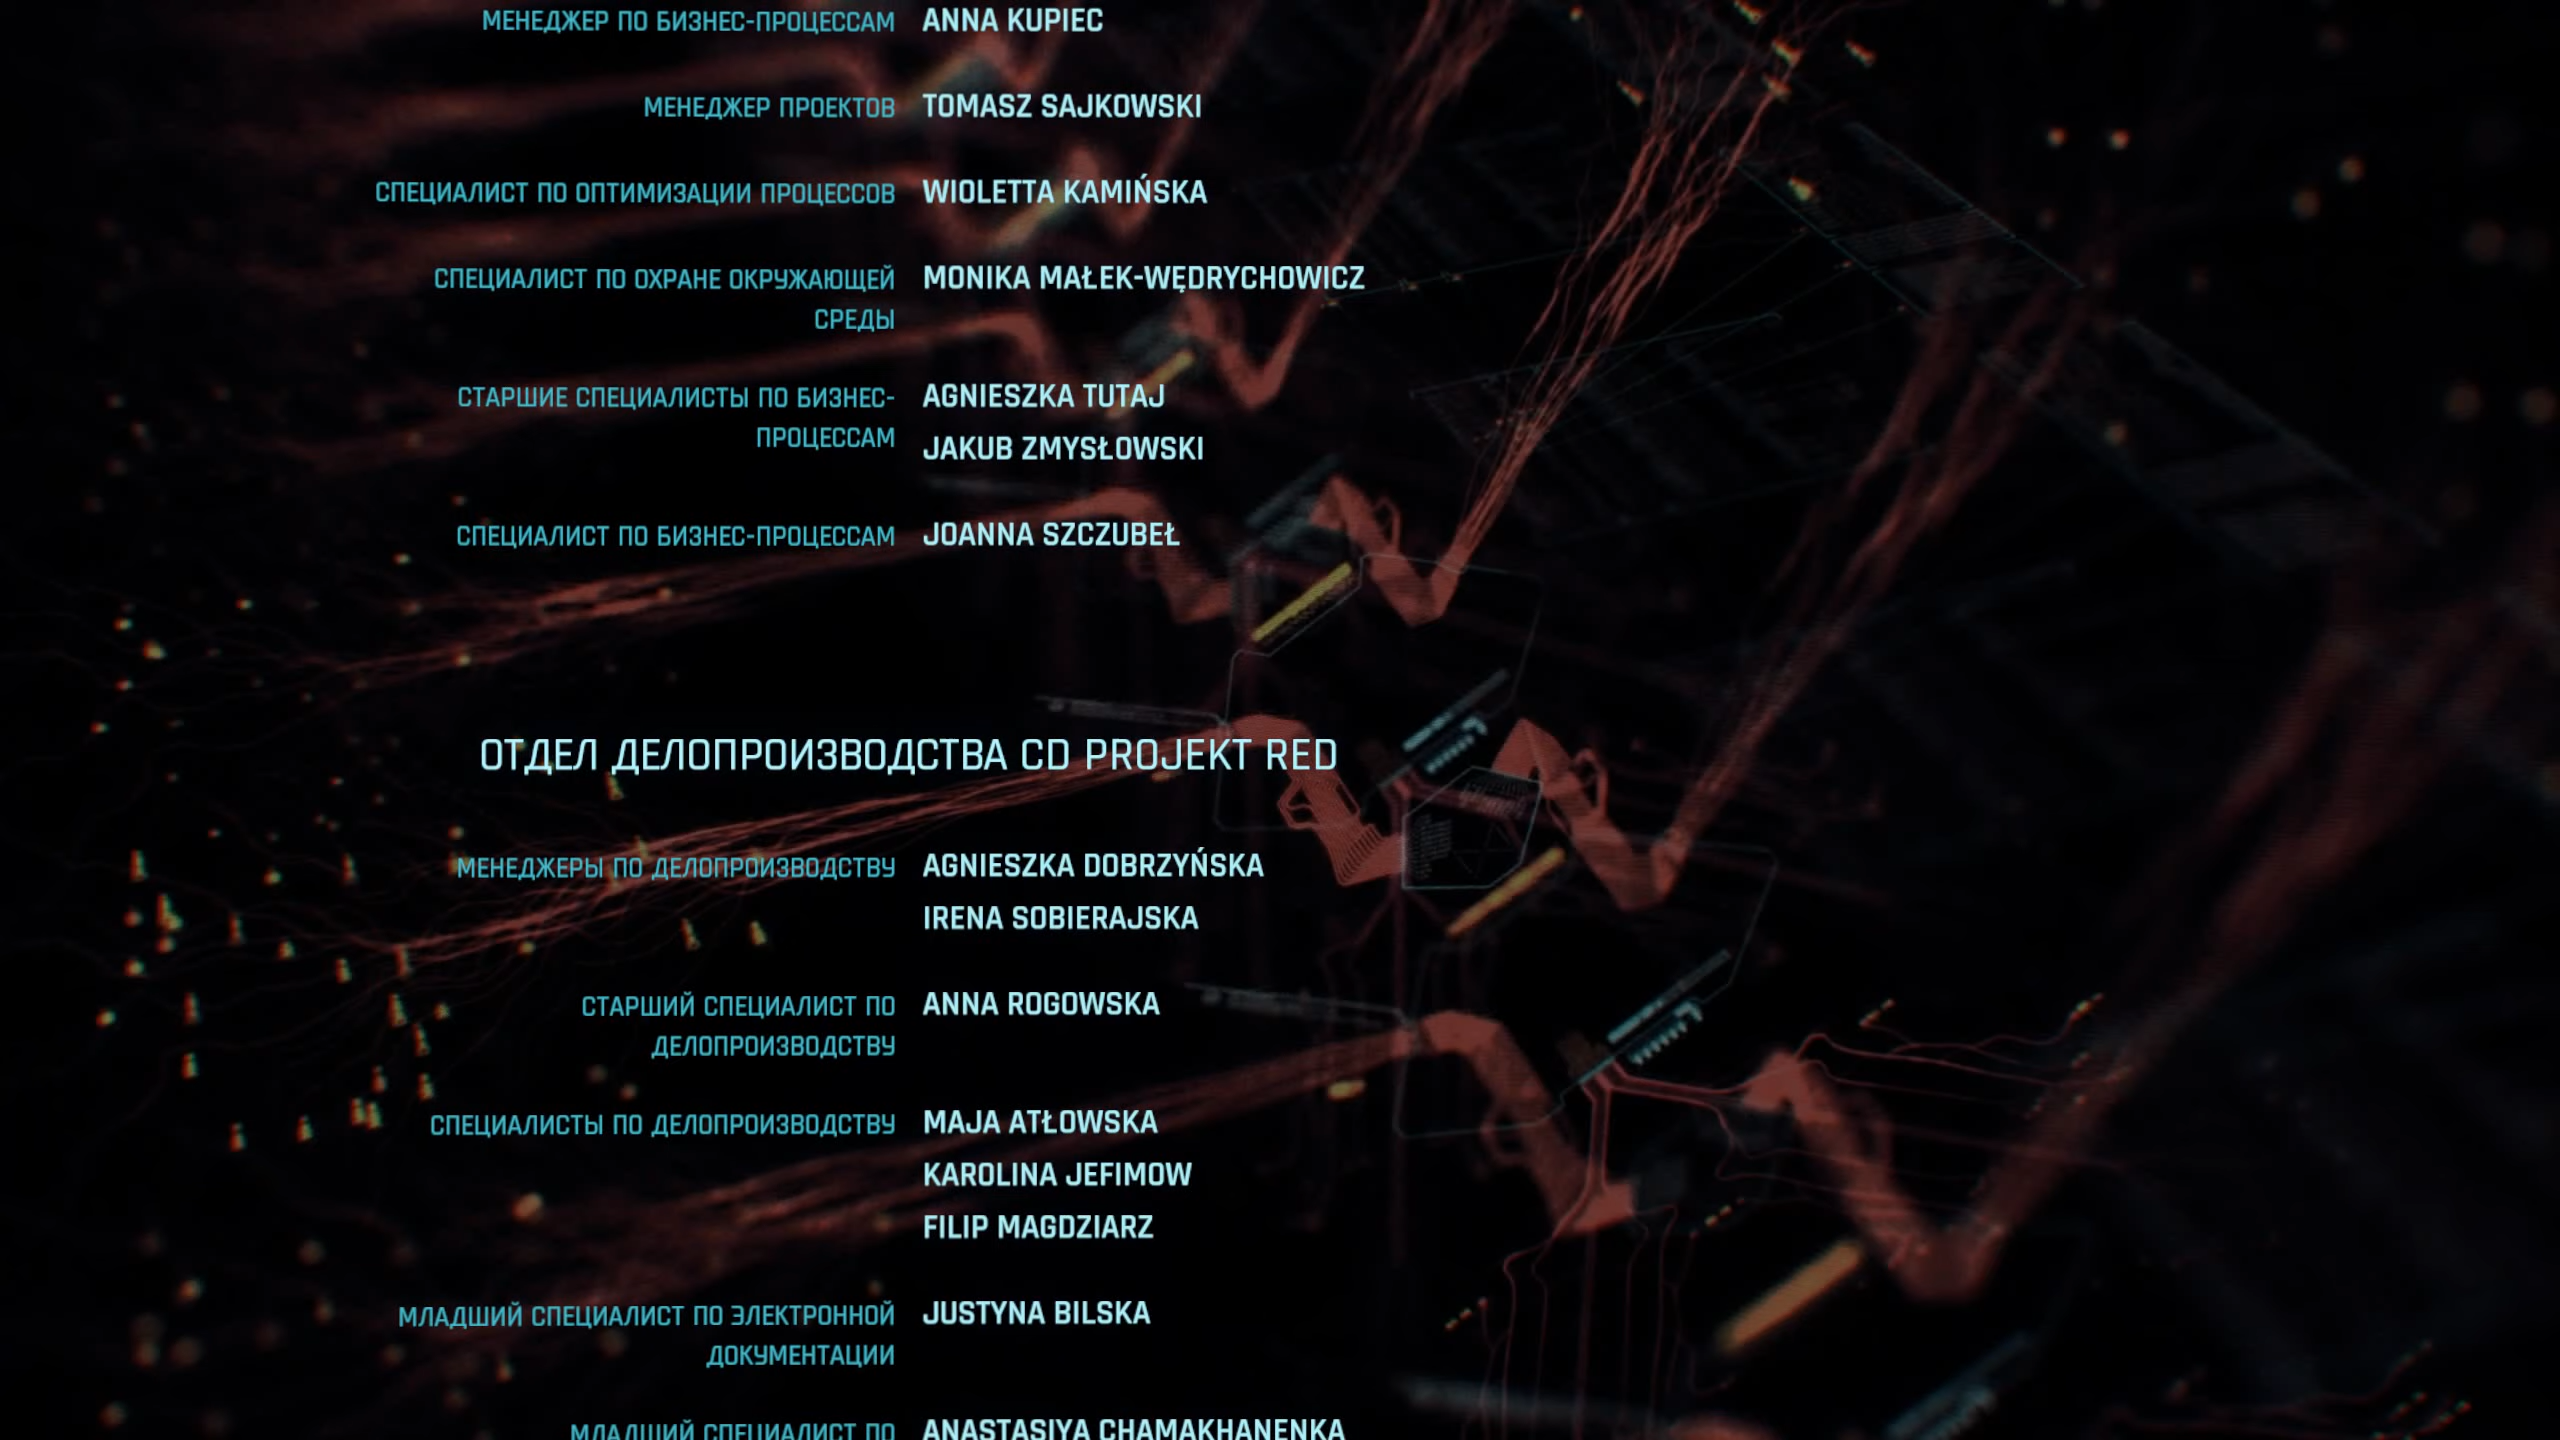 МЕНЕДЖЕР ПО БИЗНЕС-ПРОЦЕССАМ ANNA KUPIEC
МЕНЕДЖЕР ПРОЕКТОВ TOMASZ SAJKOWSKI
СПЕЦИАЛИСТ ПО ОПТИМИЗАЦИИ ПРОЦЕССОВ WIOLETTA KAMIŃSKA
СПЕЦИАЛИСТ ПО ОХРАНЕ ОКРУЖАЮЩЕЙ MONIKA MAŁEK-WĘDRYCHOWICZ
СРЕДЫ
СТАРШИЕ СПЕЦИАЛИСТЫ ПО БИЗНЕС- AGNIESZKA TUTAJ
ПРОЦЕССАМ JAKUB ZMYSŁOWSKI
СПЕЦИАЛИСТ ПО БИЗНЕС-ПРОЦЕССАМ JOANNA SZCZUBEŁ
ОТДЕЛ ДЕЛОПРОИЗВОДСТВА CD PROJEKT RED
МЕНЕДЖЕРЫ ПО ДЕЛОПРОИЗВОДСТВУ AGNIESZKA DOBRZYŃSKA
IRENA SOBIERAJSKA
СТАРШИЙ СПЕЦИАЛИСТ ПО ANNA ROGOWSKA
ДЕЛОПРОИЗВОДСТВУ
СПЕЦИАЛИСТЫ ПО ДЕЛОПРОИЗВОДСТВУ MAJA ATŁOWSKA
KAROLINA JEFIMOW
FILIP MAGDZIARZ
МЛАДШИЙ СПЕЦИАЛИСТ ПО ЭЛЕКТРОННОЙ JUSTYNA BILSKA
ДОКУМЕНТАЦИИ
МЛАДШИЙ СПЕЦИАЛИСТ ПО ANASTASIYA CHAMAKHANENKA